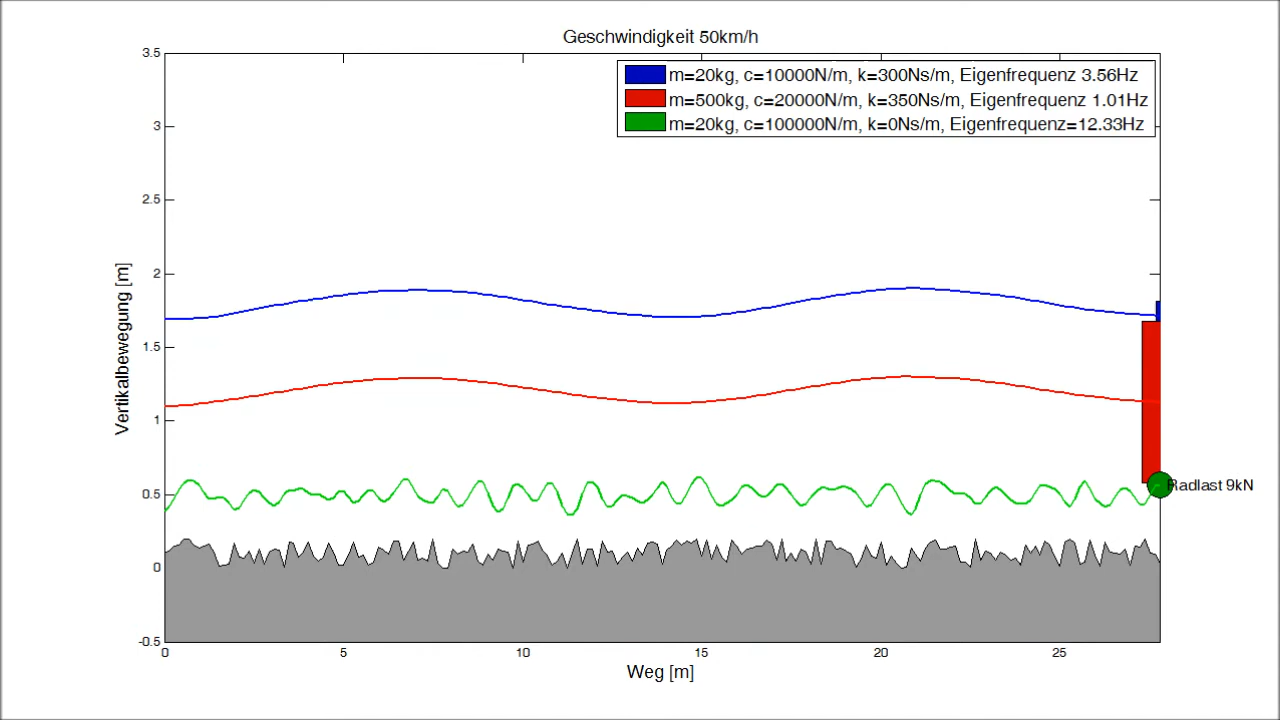 Geschwindigkeit 50km/h
3.5
m=20kg, c=10000N/m, k=300Ns/m, Eigenfrequenz 3.56Hz
m=500kg, c=20000N/m, k=350Ns/m, Eigenfrequenz 1.01Hz
m=20kg, c=100000N/m, k=0Ns/m, Eigenfrequenz=12.33Hz
3
2.5
2
1.5
1
0.5
0
-0.5
Vertikalbewegung [m]
Radlast 9kN
0 5 10 15 20 25
Weg [m]